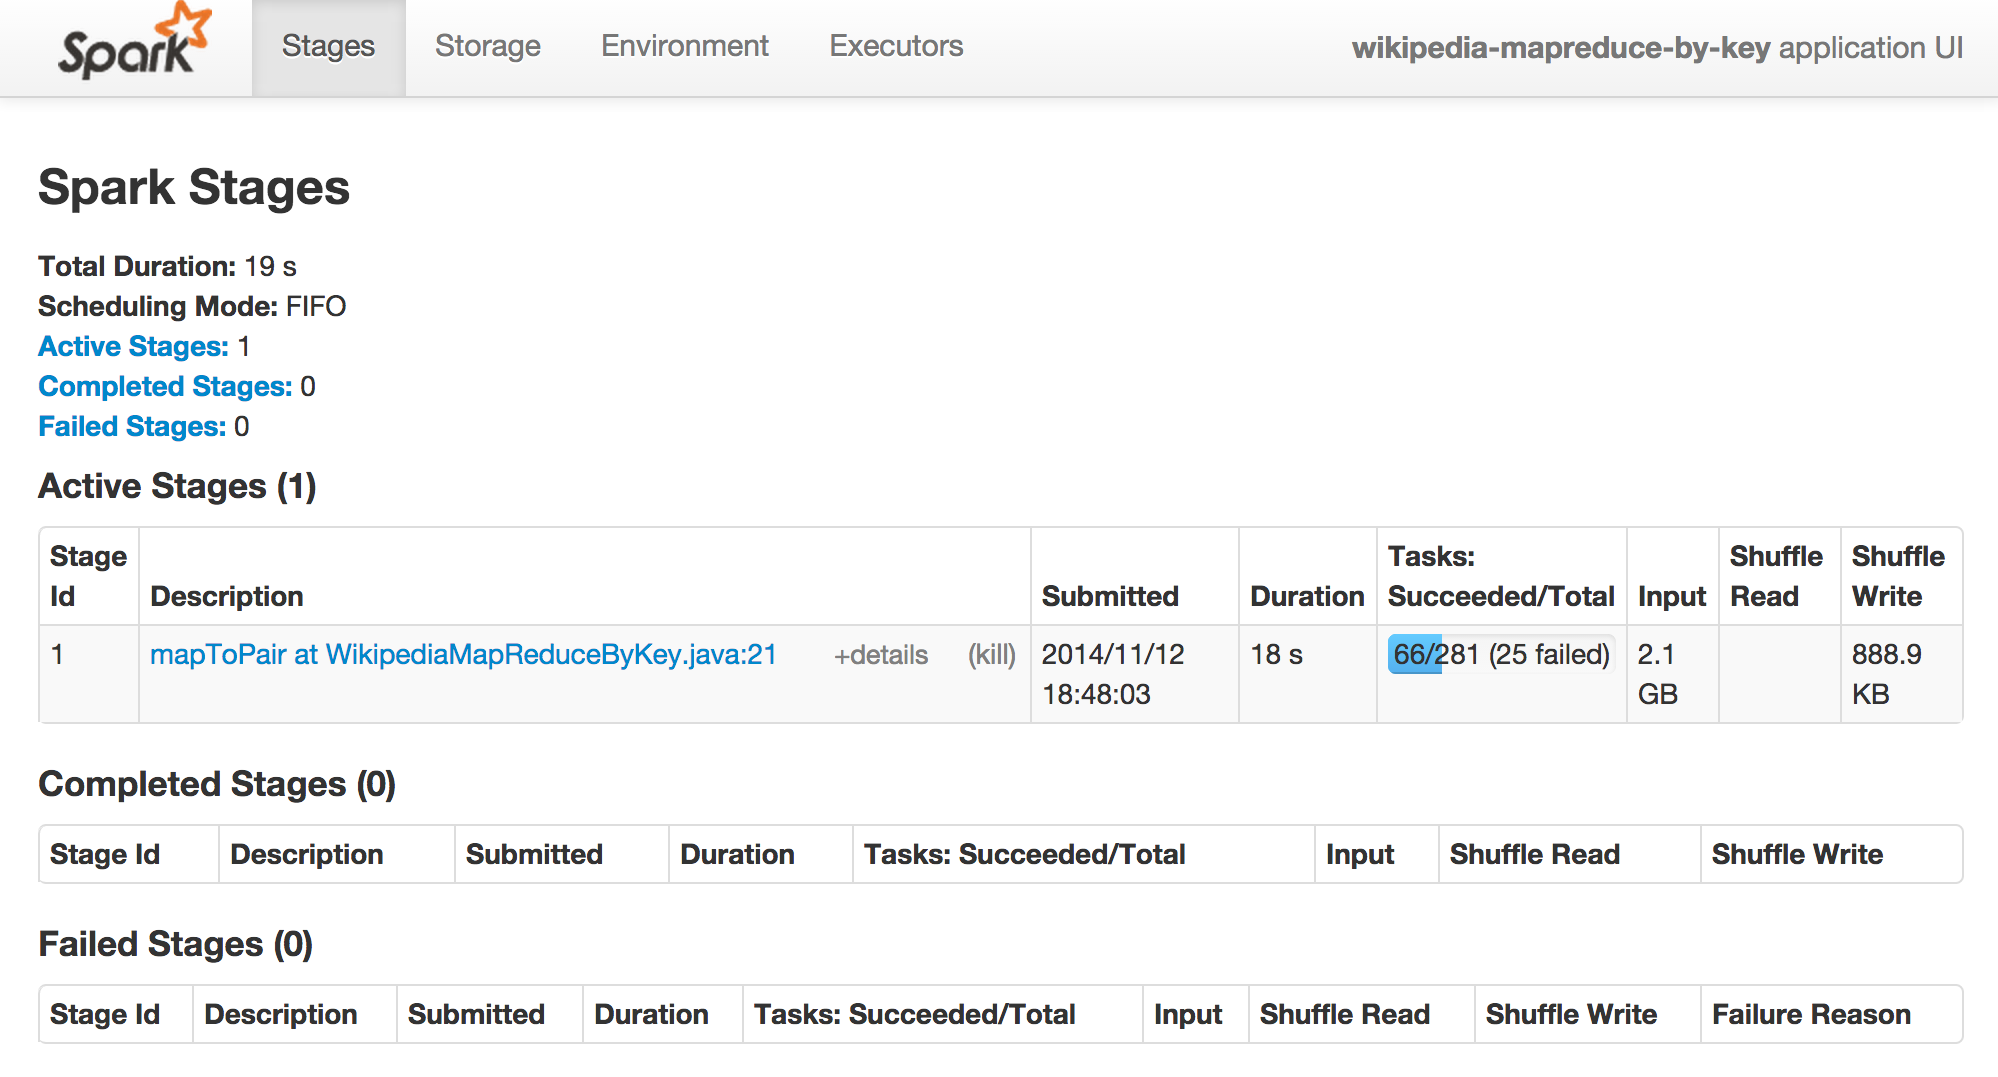 Spark Stages Storage Environment Executors wikipedia-mapreduce-by-key application UI
Spark Stages
Total Duration: 19 s
Scheduling Mode: FIFO
Active Stages: 1
Completed Stages: 0
Failed Stages: 0
Active Stages (1)
Stage Id Description Submitted Duration Tasks: Succeeded/Total Input Shuffle Read Shuffle Write
1 mapToPair at WikipediaMapReduceByKey.java:21 +details (kill) 2014/11/12 18:48:03 18 s 66/281 (25 failed) 2.1 GB 888.9 KB
Completed Stages (0)
Stage Id Description Submitted Duration Tasks: Succeeded/Total Input Shuffle Read Shuffle Write
Failed Stages (0)
Stage Id Description Submitted Duration Tasks: Succeeded/Total Input Shuffle Read Shuffle Write Failure Reason